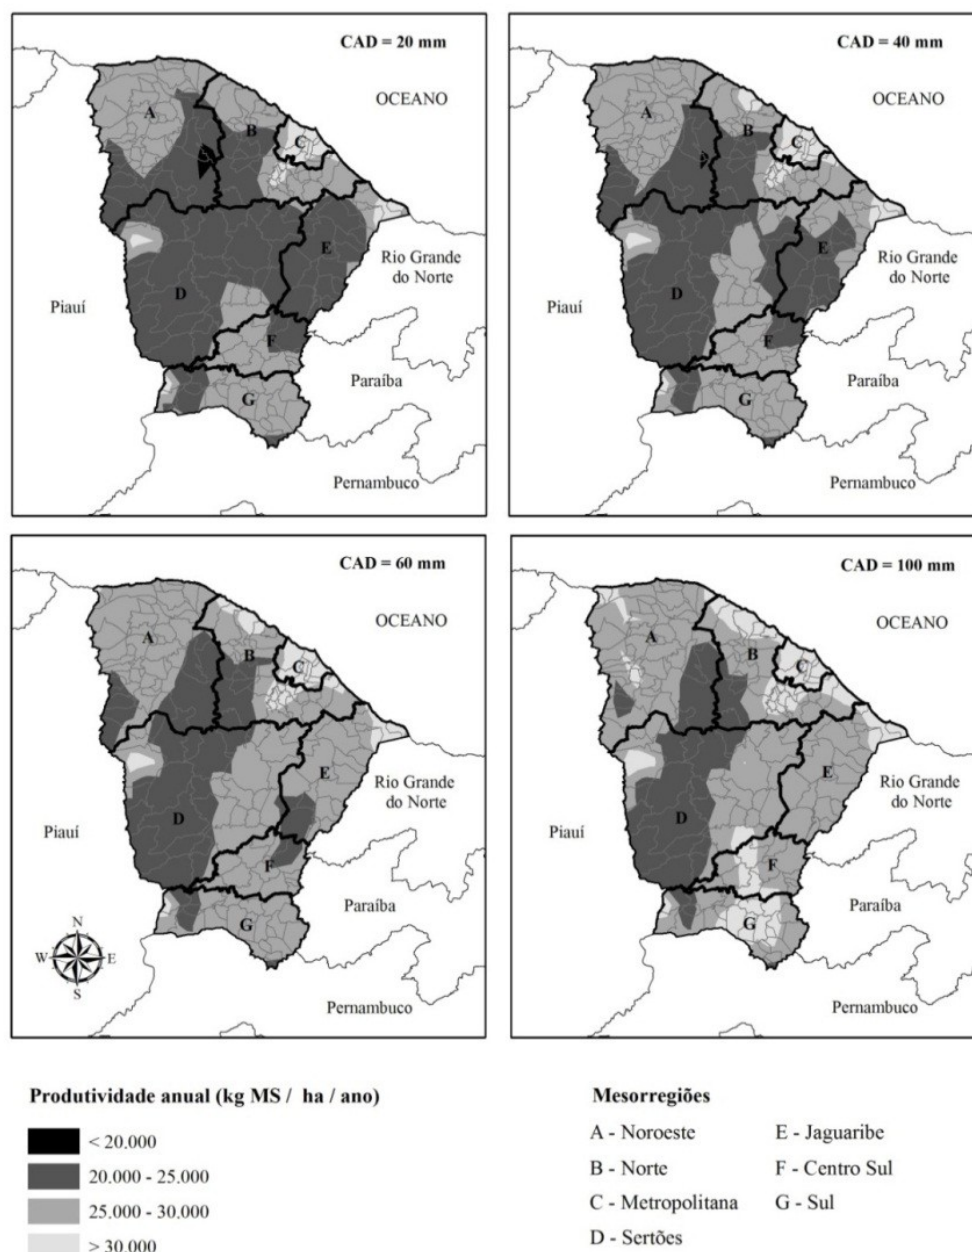 CAD = 20 mm
OCEANO
A
B
C
Rio Grande
do Norte
E
Piauí
D
F
Paraíba
G
Pernambuco
CAD = 40 mm
OCEANO
A
B
C
Rio Grande
do Norte
E
Piauí
D
F
Paraíba
G
Pernambuco
CAD = 60 mm
OCEANO
A
B
C
E
Rio Grande
do Norte
Piauí
D
F
Paraíba
G
N
W
E
S
Pernambuco
CAD = 100 mm
OCEANO
A
B
C
E
Rio Grande
do Norte
Piauí
D
F
Paraíba
G
Pernambuco
Produtividade anual (kg MS / ha / ano)
< 20.000
20.000 - 25.000
25.000 - 30.000
> 30.000
Mesorregiões
A - Noroeste
B - Norte
C - Metropolitana
D - Sertões
E - Jaguaribe
F - Centro Sul
G - Sul